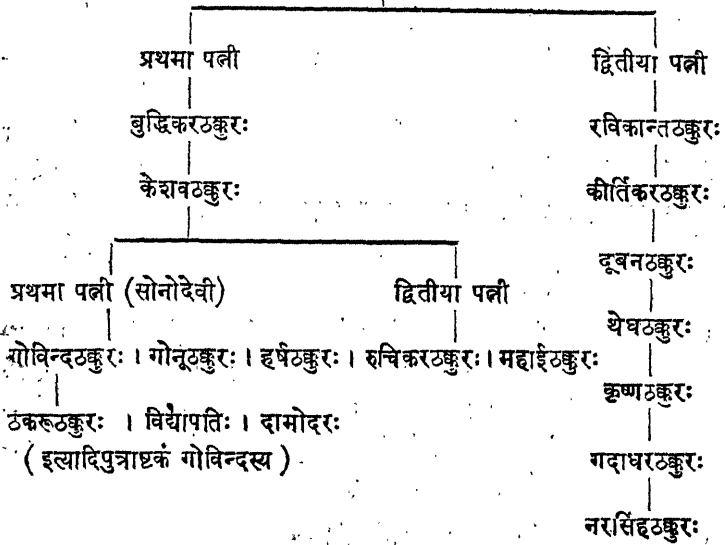 प्रथमा पत्नी
द्वितीया पत्नी
बुद्धिकरठक्कुरः
रविकान्तठक्कुरः
केशवठक्कुरः
कीर्तिकरठक्कुरः
दूबनठक्कुरः
प्रथमा पत्नी (सोनोदेवी)
द्वितीया पत्नी
थेघठक्कुरः
गोविन्दठक्कुरः । गोनूठक्कुरः । हर्षठक्कुरः । रुचिकरठक्कुरः । महाईठक्कुरः
कृष्णठक्कुरः
ठकरूठक्कुरः । विद्यापतिः । दामोदरः
(इत्यादिपुत्राष्टकं गोविन्दस्य)
गदाधरठक्कुरः
नरसिंहठक्कुरः